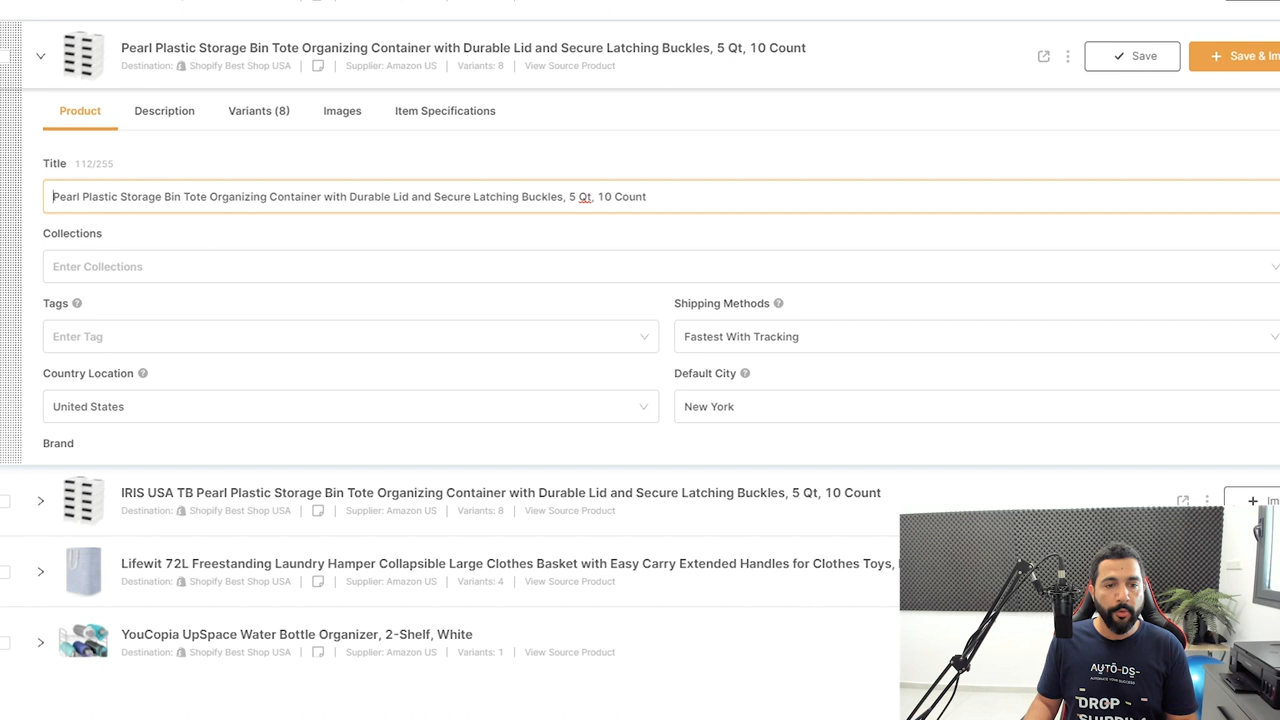 Pearl Plastic Storage Bin Tote Organizing Container with Durable Lid and Secure Latching Buckles, 5 Qt, 10 Count
Destination: Shopify Best Shop USA | | Supplier: Amazon US | Variants: 8 | View Source Product
Save
+ Save & Im
Product Description Variants (8) Images Item Specifications
Title 112/255
Pearl Plastic Storage Bin Tote Organizing Container with Durable Lid and Secure Latching Buckles, 5 Qt, 10 Count
Collections
Enter Collections
Tags ? Shipping Methods ?
Enter Tag Fastest With Tracking
Country Location ? Default City ?
United States New York
Brand
IRIS USA TB Pearl Plastic Storage Bin Tote Organizing Container with Durable Lid and Secure Latching Buckles, 5 Qt, 10 Count
Destination: Shopify Best Shop USA | | Supplier: Amazon US | Variants: 8 | View Source Product
+ Im
Lifewit 72L Freestanding Laundry Hamper Collapsible Large Clothes Basket with Easy Carry Extended Handles for Clothes Toys,
Destination: Shopify Best Shop USA | | Supplier: Amazon US | Variants: 4 | View Source Product
YouCopia UpSpace Water Bottle Organizer, 2-Shelf, White
Destination: Shopify Best Shop USA | | Supplier: Amazon US | Variants: 1 | View Source Product
AUTO-DS-
AUTOMATE YOUR SUCCESS
DROP
SHIPPING